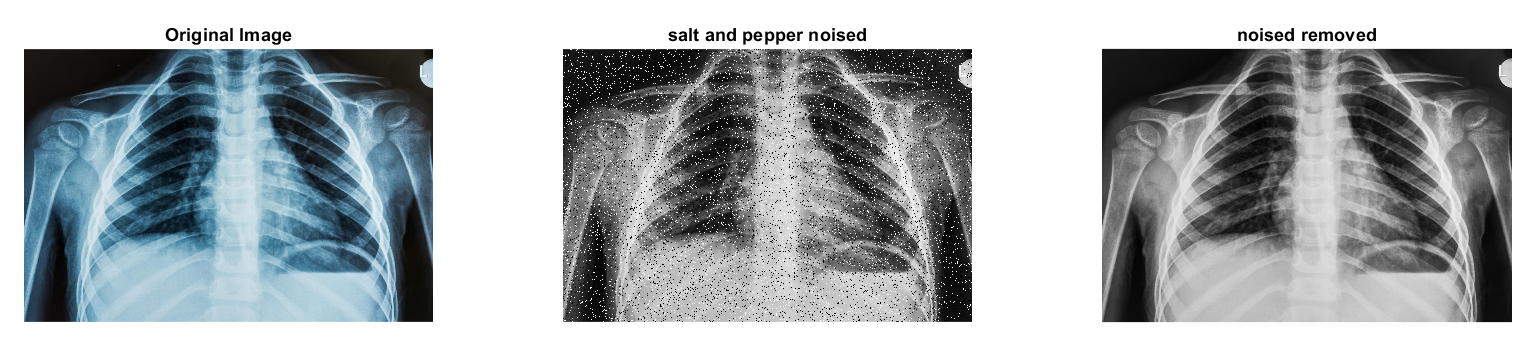 Original Image
salt and pepper noised
noised removed
L
L